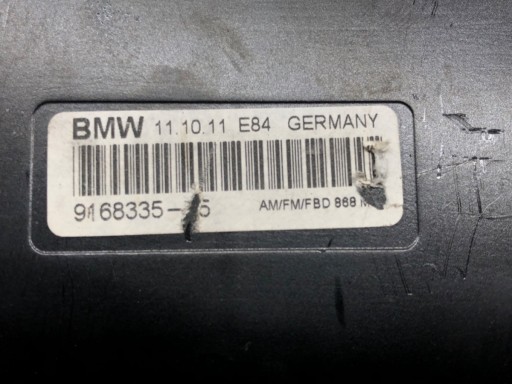 BMW 11.10.11 E84 GERMANY
9168335-
AM/FM/FBD 868